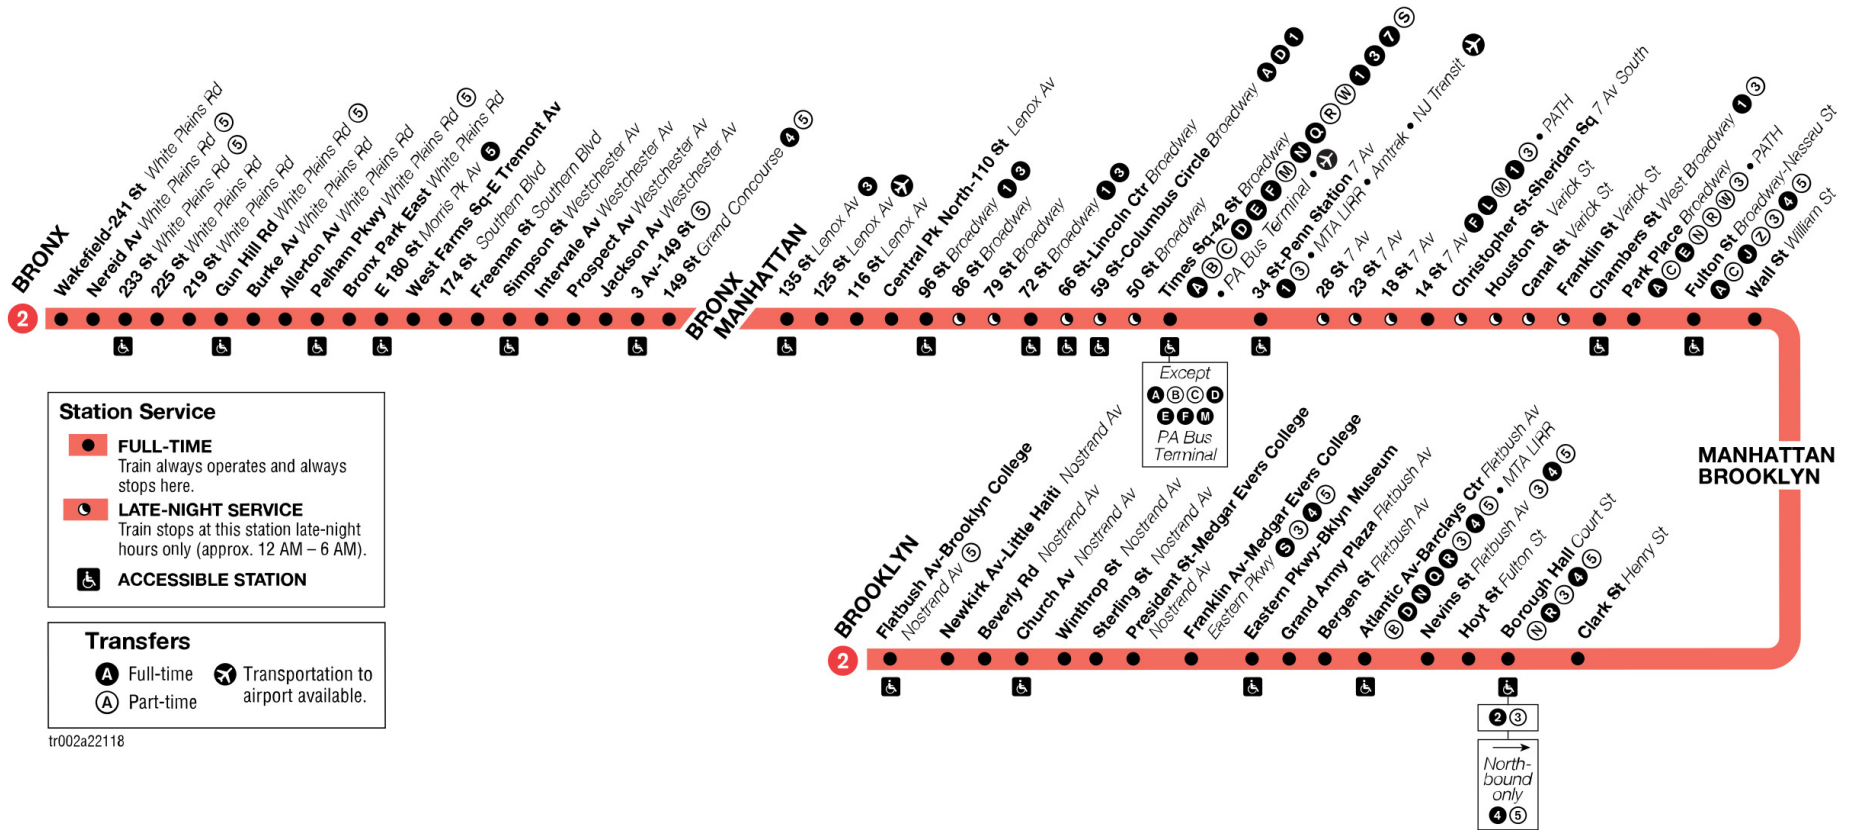 BRONX
2
Wakefield-241 St White Plains Rd
Nereid Av White Plains Rd 5
233 St White Plains Rd 5
225 St White Plains Rd
219 St White Plains Rd
Gun Hill Rd White Plains Rd 5
Burke Av White Plains Rd
Allerton Av White Plains Rd
Pelham Pkwy White Plains Rd 5
Bronx Park East White Plains Rd
E 180 St Morris Pk Av 5
West Farms Sq-E Tremont Av
174 St Southern Blvd
Freeman St Southern Blvd
Simpson St Westchester Av
Intervale Av Westchester Av
Prospect Av Westchester Av
Jackson Av Westchester Av
3 Av-149 St 5
149 St Grand Concourse 4 5
BRONX
MANHATTAN
MANHATTAN
135 St Lenox Av 3
125 St Lenox Av
116 St Lenox Av
Central Pk North-110 St Lenox Av
96 St Broadway 1 3
86 St Broadway
79 St Broadway
72 St Broadway 1 3
66 St-Lincoln Ctr Broadway
59 St-Columbus Circle Broadway A D 1
50 St Broadway
Times Sq-42 St Broadway
A B C D E F M N Q R W 1 3 7 S
• PA Bus Terminal •
34 St-Penn Station 7 Av
1 3 • MTA LIRR • Amtrak • NJ Transit
28 St 7 Av
23 St 7 Av
18 St 7 Av
14 St 7 Av F L M 1 3 • PATH
Christopher St-Sheridan Sq 7 Av South
Houston St Varick St
Canal St Varick St
Franklin St Varick St
Chambers St West Broadway 1 3
Park Place Broadway
A C E N R W 3 • PATH
Fulton St Broadway-Nassau St
A C J Z 3 4 5
Wall St William St
Except
A B C D
E F M
PA Bus
Terminal
MANHATTAN
BROOKLYN
Station Service
FULL-TIME
Train always operates and always
stops here.
LATE-NIGHT SERVICE
Train stops at this station late-night
hours only (approx. 12 AM – 6 AM).
ACCESSIBLE STATION
Transfers
A Full-time
A Part-time
Transportation to
airport available.
tr002a22118
BROOKLYN
2
Flatbush Av-Brooklyn College
Nostrand Av 5
Newkirk Av-Little Haiti Nostrand Av
Beverly Rd Nostrand Av
Church Av Nostrand Av
Winthrop St Nostrand Av
Sterling St Nostrand Av
President St-Medgar Evers College
Nostrand Av
Franklin Av-Medgar Evers College
Eastern Pkwy S 3 4 5
Eastern Pkwy-Bklyn Museum
Grand Army Plaza Flatbush Av
Bergen St Flatbush Av
Atlantic Av-Barclays Ctr Flatbush Av
B D N Q R 3 4 5 • MTA LIRR
Nevins St Flatbush Av 3 4 5
Hoyt St Fulton St
Borough Hall Court St
N R 3 4 5
Clark St Henry St
2 3
North-
bound
only
4 5